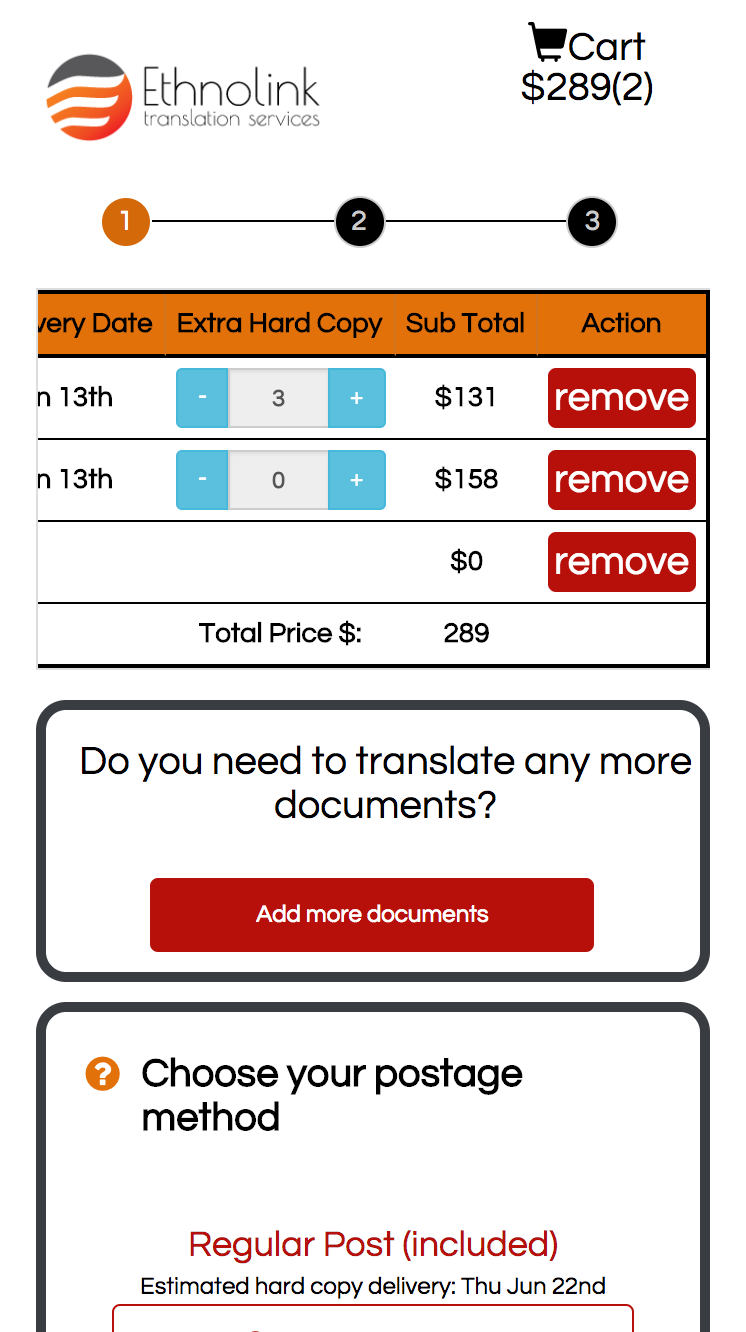 Cart
$289(2)
Ethnolink
translation services
1 2 3
very Date Extra Hard Copy Sub Total Action
n 13th - 3 + $131 remove
n 13th - 0 + $158 remove
$0 remove
Total Price $: 289
Do you need to translate any more
documents?
Add more documents
? Choose your postage
method
Regular Post (included)
Estimated hard copy delivery: Thu Jun 22nd